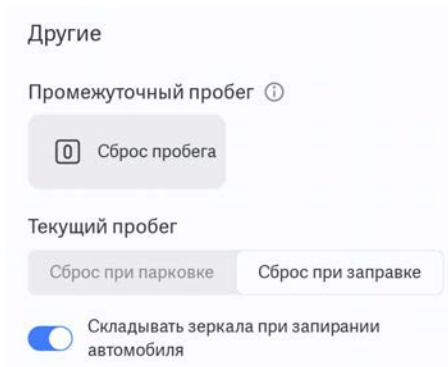 Другие
Промежуточный пробег
0 Сброс пробега
Текущий пробег
Сброс при парковке Сброс при заправке
Складывать зеркала при запирании
автомобиля